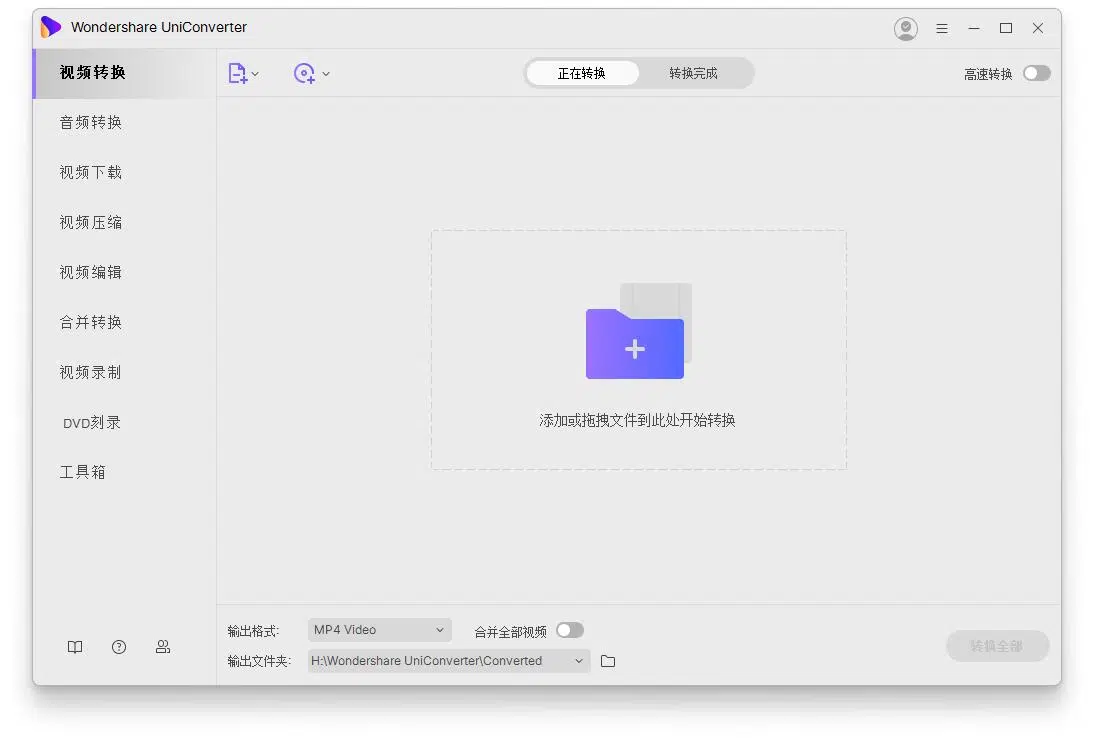 Wondershare UniConverter
视频转换
音频转换
视频下载
视频压缩
视频编辑
合并转换
视频录制
DVD刻录
工具箱
正在转换
转换完成
高速转换
添加或拖拽文件到此处开始转换
输出格式:
MP4 Video
合并全部视频
输出文件夹:
H:\Wondershare UniConverter\Converted
转换全部